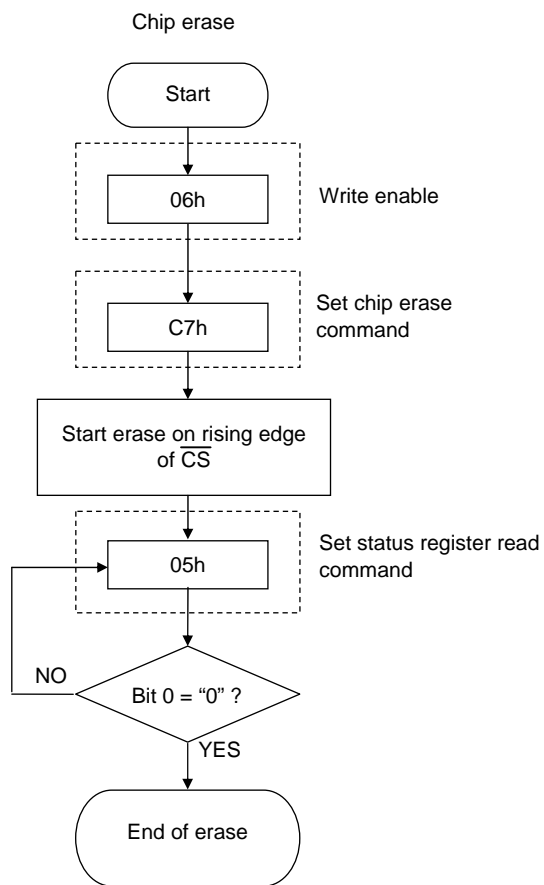 Chip erase
Start
06h
Write enable
C7h
Set chip erase
command
Start erase on rising edge
of C̅S̅
05h
Set status register read
command
NO
Bit 0 = “0” ?
YES
End of erase